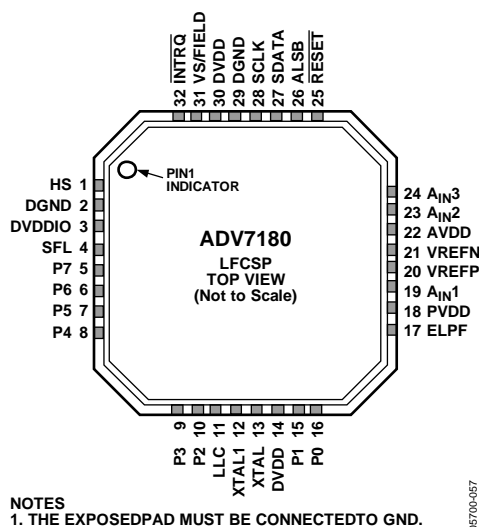 32 INTRQ
31 VS/FIELD
30 DVDD
29 DGND
28 SCLK
27 SDATA
26 ALSB
25 RESET
HS 1
DGND 2
DVDDIO 3
SFL 4
P7 5
P6 6
P5 7
P4 8
PIN1
INDICATOR
ADV7180
LFCSP
TOP VIEW
(Not to Scale)
24 AIN3
23 AIN2
22 AVDD
21 VREFN
20 VREFP
19 AIN1
18 PVDD
17 ELPF
P3 9
P2 10
LLC 11
XTAL1 12
XTAL 13
DVDD 14
P1 15
P0 16
NOTES
1. THE EXPOSEDPAD MUST BE CONNECTEDTO GND.
05700-057